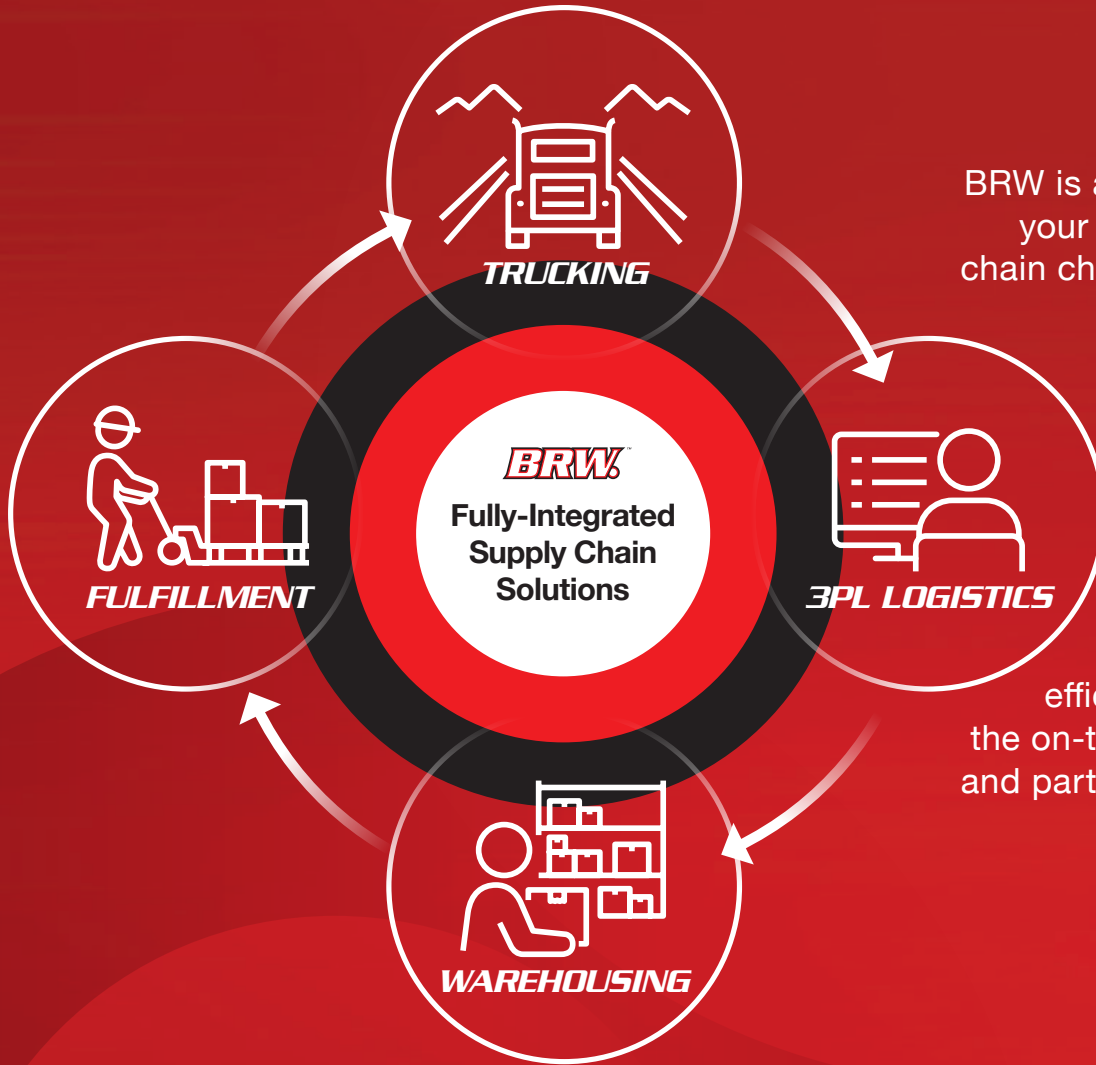 TRUCKING
BRW is a
your
chain ch
BRW.™
Fully-Integrated
Supply Chain
Solutions
FULFILLMENT
3PL LOGISTICS
effic
the on-t
and part
WAREHOUSING